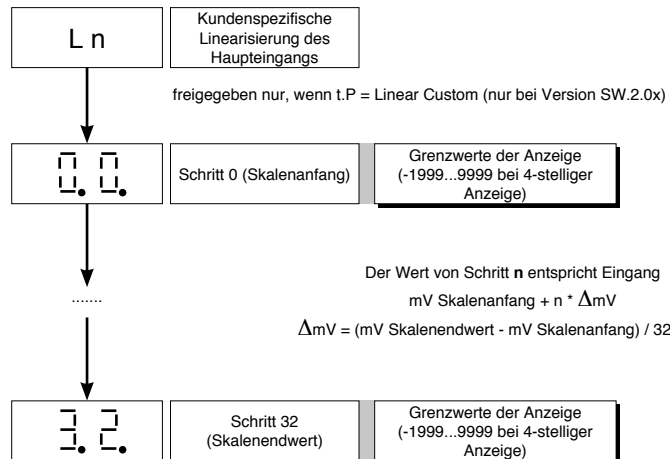 Ln
Kundenspezifische
Linearisierung des
Haupteingangs
freigegeben nur, wenn t.P = Linear Custom (nur bei Version SW.2.0x)
0.0.
Schritt 0 (Skalenanfang)
Grenzwerte der Anzeige
(-1999...9999 bei 4-stelliger
Anzeige)
Der Wert von Schritt n entspricht Eingang
mV Skalenanfang + n * ΔmV
ΔmV = (mV Skalenendwert - mV Skalenanfang) / 32
.......
3.2.
Schritt 32
(Skalenendwert)
Grenzwerte der Anzeige
(-1999...9999 bei 4-stelliger
Anzeige)